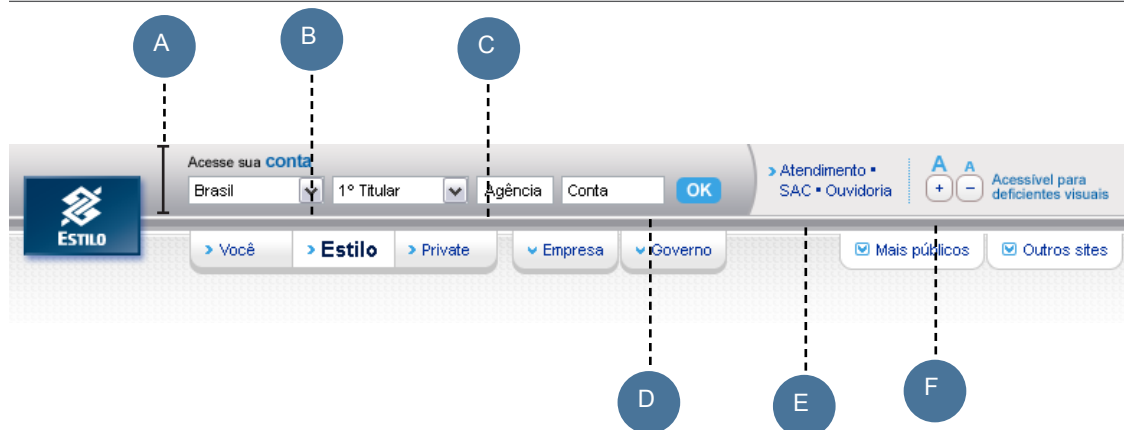 A B C
Acesse sua conta
Brasil 1º Titular Agência Conta OK
› Atendimento ▪
SAC ▪ Ouvidoria
A A
+ −
Acessível para
deficientes visuais
ESTILO
Você Estilo Private Empresa Governo Mais públicos Outros sites
D E F